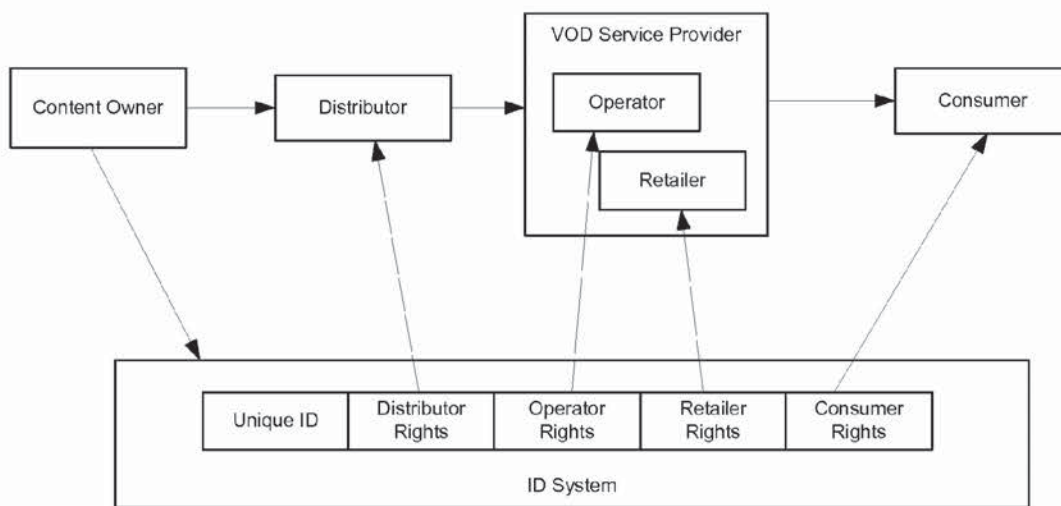 VOD Service Provider
Content Owner
Distributor
Operator
Consumer
Retailer
Unique ID
Distributor
Rights
Operator
Rights
Retailer
Rights
Consumer
Rights
ID System